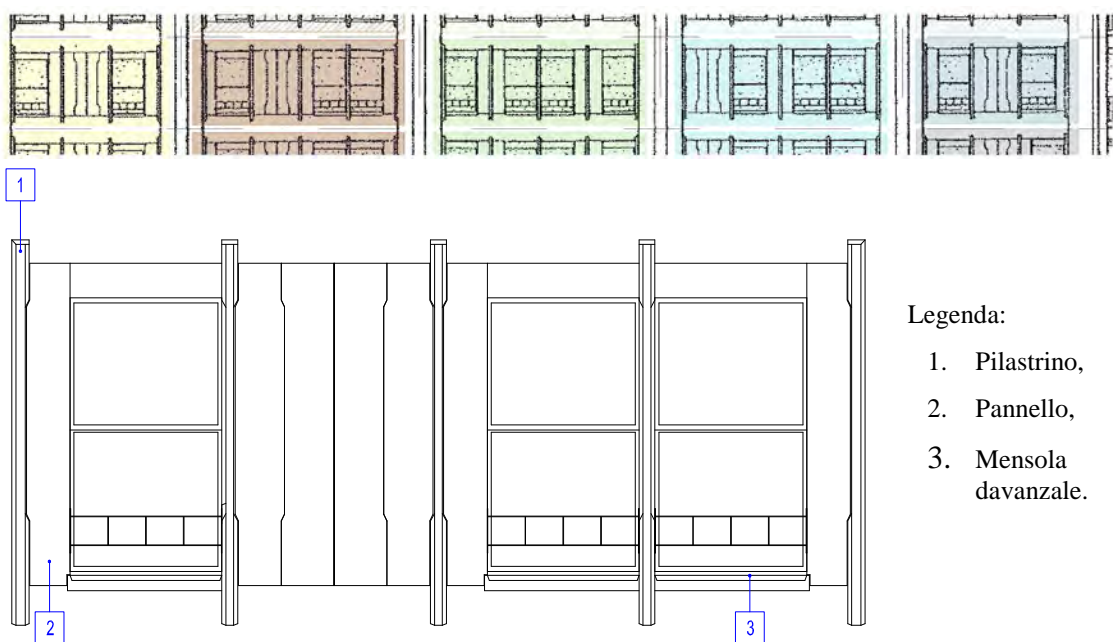 1
Legenda:
1. Pilastrino,
2. Pannello,
3. Mensola
davanzale.
2
3